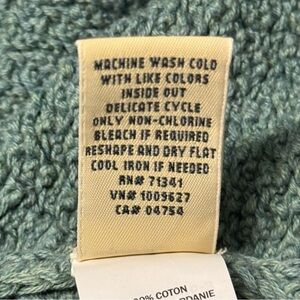 MACHINE WASH COLD
WITH LIKE COLORS
INSIDE OUT
DELICATE CYCLE
ONLY NON-CHLORINE
BLEACH IF REQUIRED
RESHAPE AND DRY FLAT
COOL IRON IF NEEDED
RN# 71341
VN# 1009627
CA# 04754
COTON